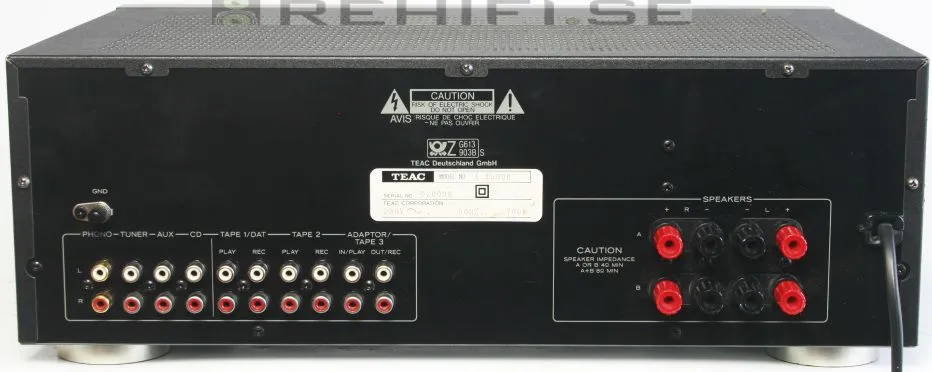 REHIFI.SE
CAUTION
RISK OF ELECTRIC SHOCK
DO NOT OPEN
AVIS RISQUE DE CHOC ELECTRIQUE
-NE PAS OUVRIR
Z G613
903B S
TEAC Deutschland GmbH
TEAC MODEL NO
SERIAL NO.
TEAC CORPORATION
GND
PHONO TUNER AUX CD TAPE 1/DAT TAPE 2 ADAPTOR/
TAPE 3
PLAY REC PLAY REC IN/PLAY OUT/REC
L
R
SPEAKERS
+ R - - L +
A
B
CAUTION
SPEAKER IMPEDANCE
A OR B 4Ω MIN
A+B 8Ω MIN